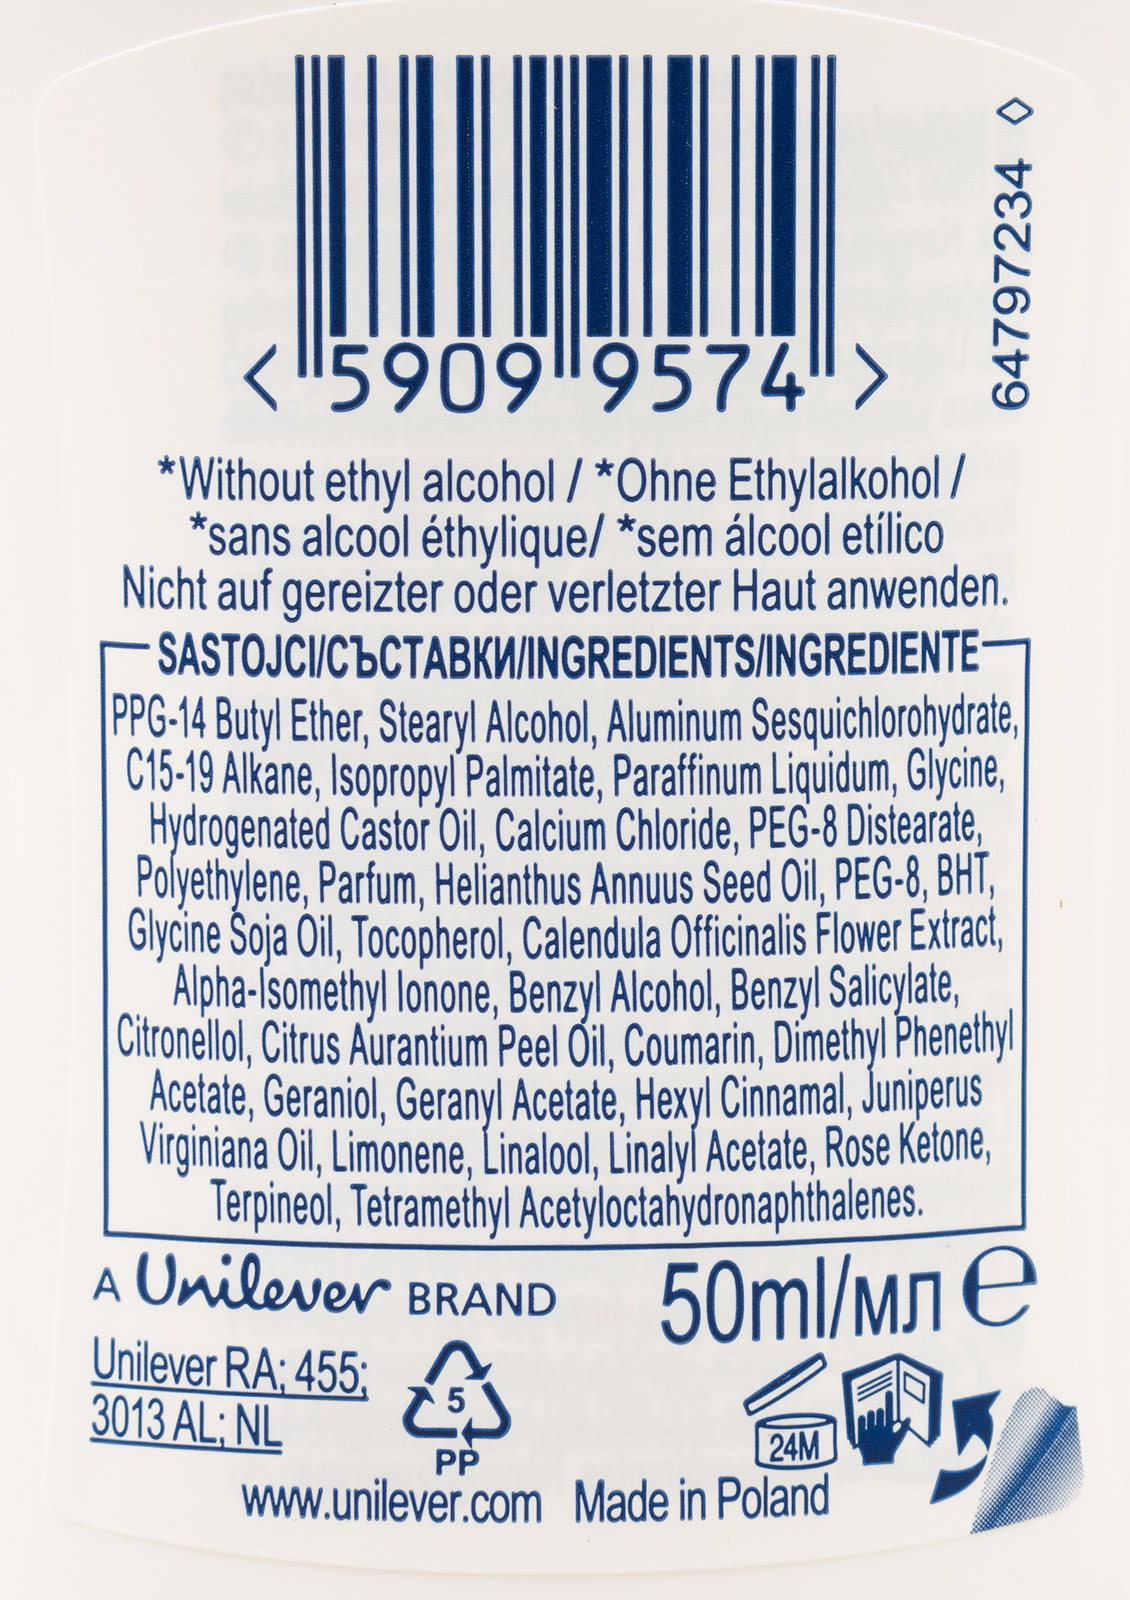 64797234
< 5909 9574 >
*Without ethyl alcohol / *Ohne Ethylalkohol /
*sans alcool éthylique/ *sem álcool etílico
Nicht auf gereizter oder verletzter Haut anwenden.
SASTOJCI/СЪСТАВКИ/INGREDIENTS/INGREDIENTE
PPG-14 Butyl Ether, Stearyl Alcohol, Aluminum Sesquichlorohydrate,
C15-19 Alkane, Isopropyl Palmitate, Paraffinum Liquidum, Glycine,
Hydrogenated Castor Oil, Calcium Chloride, PEG-8 Distearate,
Polyethylene, Parfum, Helianthus Annuus Seed Oil, PEG-8, BHT,
Glycine Soja Oil, Tocopherol, Calendula Officinalis Flower Extract,
Alpha-Isomethyl Ionone, Benzyl Alcohol, Benzyl Salicylate,
Citronellol, Citrus Aurantium Peel Oil, Coumarin, Dimethyl Phenethyl
Acetate, Geraniol, Geranyl Acetate, Hexyl Cinnamal, Juniperus
Virginiana Oil, Limonene, Linalool, Linalyl Acetate, Rose Ketone,
Terpineol, Tetramethyl Acetyloctahydronaphthalenes.
A Unilever BRAND
50ml/мл e
Unilever RA; 455;
3013 AL; NL
5
PP
24M
www.unilever.com Made in Poland